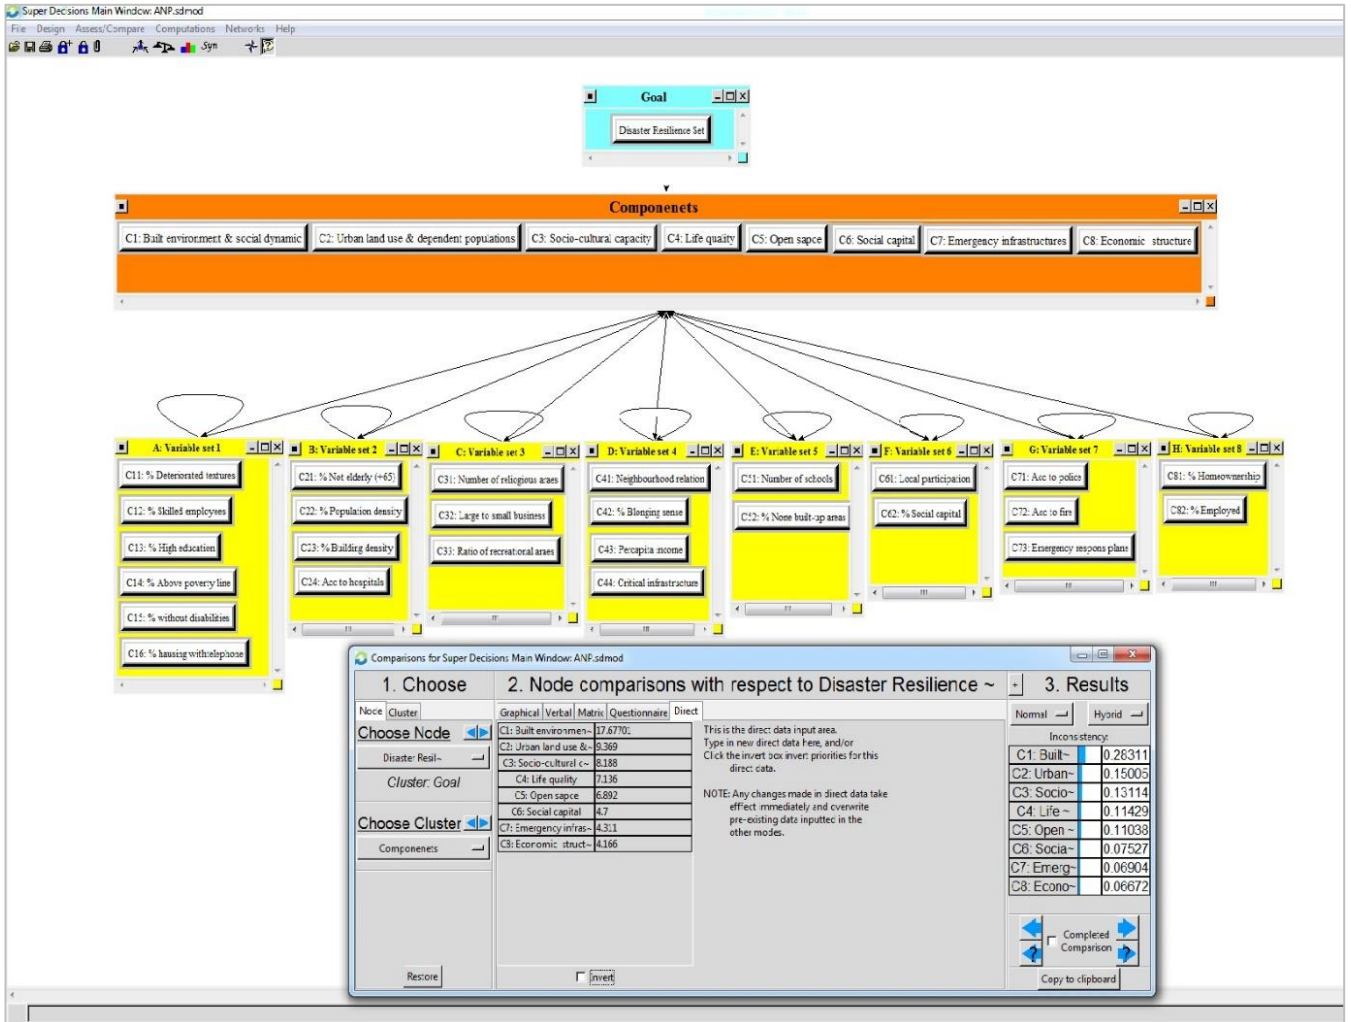 Super Decisions Main Window: ANP.sdmod
File Design Assess/Compare Computations Networks Help
Syn
Goal
Disaster Resilience Set
Componenets
C1: Built environment & social dynamic
C2: Urban land use & dependent populations
C3: Socio-cultural capacity
C4: Life quality
C5: Open sapce
C6: Social capital
C7: Emergency infrastructures
C8: Economic structure
A: Variable set 1
C11: % Deteriorated textures
C12: % Skilled employees
C13: % High education
C14: % Above poverty line
C15: % without disabilities
C16: % hausing withtelephone
B: Variable set 2
C21: % Not elderly (+65)
C22: % Population density
C23: % Building density
C24: Acc to hospitals
C: Variable set 3
C31: Number of relicgious araes
C32: Large to small business
C33: Ratio of recreational araes
D: Variable set 4
C41: Neighbourhood relation
C42: % Blonging sense
C43: Percapita income
C44: Critical infrastructure
E: Variable set 5
C51: Number of schools
C52: % None built-up areas
F: Variable set 6
C61: Local participation
C62: % Social capital
G: Variable set 7
C71: Acc to police
C72: Acc to fire
C73: Emergency respons plans
H: Variable set 8
C81: % Homeownership
C82: % Employed
Comparisons for Super Decisions Main Window: ANP.sdmod
1. Choose
Node Cluster
Choose Node
Disaster Resil~
Cluster: Goal
Choose Cluster
Componenets
Restore
2. Node comparisons with respect to Disaster Resilience ~
Graphical Verbal Matrix Questionnaire Direct
C1: Built environmen~ 17.67701
C2: Urban land use &~ 9.369
C3: Socio-cultural c~ 8.188
C4: Life quality 7.136
C5: Open sapce 6.892
C6: Social capital 4.7
C7: Emergency infras~ 4.311
C8: Economic struct~ 4.166
This is the direct data input area.
Type in new direct data here, and/or
Click the invert box invert priorities for this
direct data.
NOTE: Any changes made in direct data take
effect immediately and overwrite
pre-existing data inputted in the
other modes.
Invert
+ 3. Results
Normal Hybrid
Inconsistency:
C1: Built~ 0.28311
C2: Urban~ 0.15005
C3: Socio~ 0.13114
C4: Life ~ 0.11429
C5: Open ~ 0.11038
C6: Socia~ 0.07527
C7: Emerg~ 0.06904
C8: Econo~ 0.06672
Completed
Comparison
Copy to clipboard